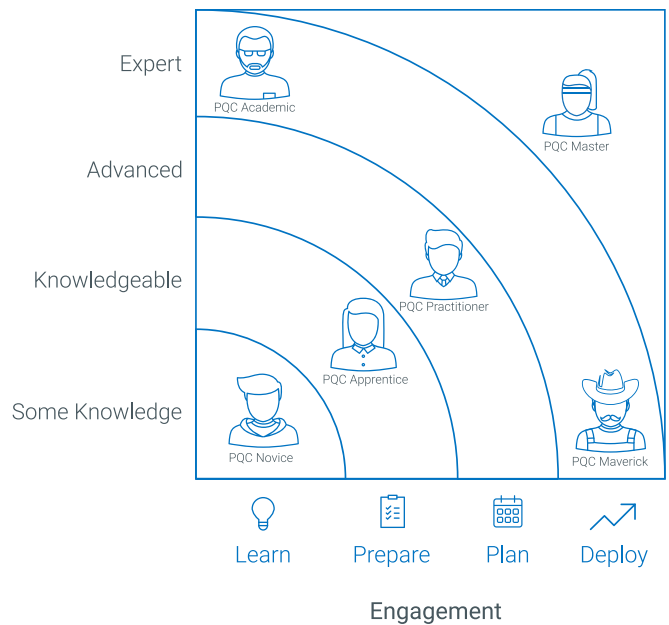 Expert
PQC Academic
PQC Master
Advanced
Knowledgeable
PQC Practitioner
PQC Apprentice
Some Knowledge
PQC Novice
PQC Maverick
Learn
Prepare
Plan
Deploy
Engagement